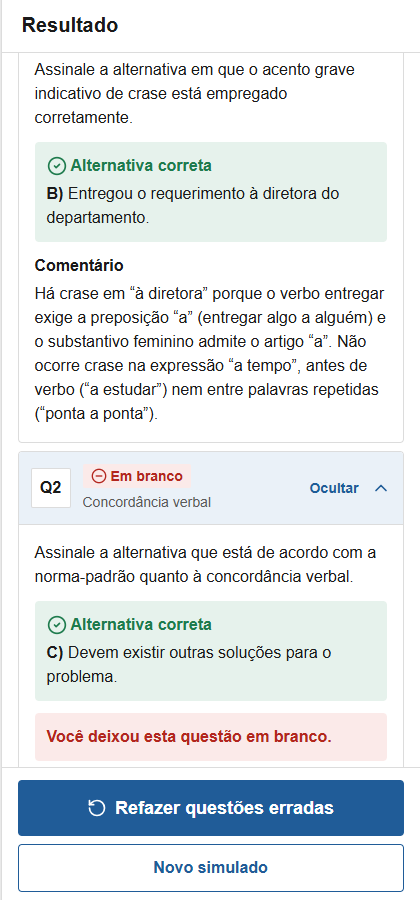 Resultado
Assinale a alternativa em que o acento grave
indicativo de crase está empregado
corretamente.
Alternativa correta
B) Entregou o requerimento à diretora do
departamento.
Comentário
Há crase em “à diretora” porque o verbo entregar
exige a preposição “a” (entregar algo a alguém) e
o substantivo feminino admite o artigo “a”. Não
ocorre crase na expressão “a tempo”, antes de
verbo (“a estudar”) nem entre palavras repetidas
(“ponta a ponta”).
Q2
Em branco
Concordância verbal
Ocultar
Assinale a alternativa que está de acordo com a
norma-padrão quanto à concordância verbal.
Alternativa correta
C) Devem existir outras soluções para o
problema.
Você deixou esta questão em branco.
Refazer questões erradas
Novo simulado